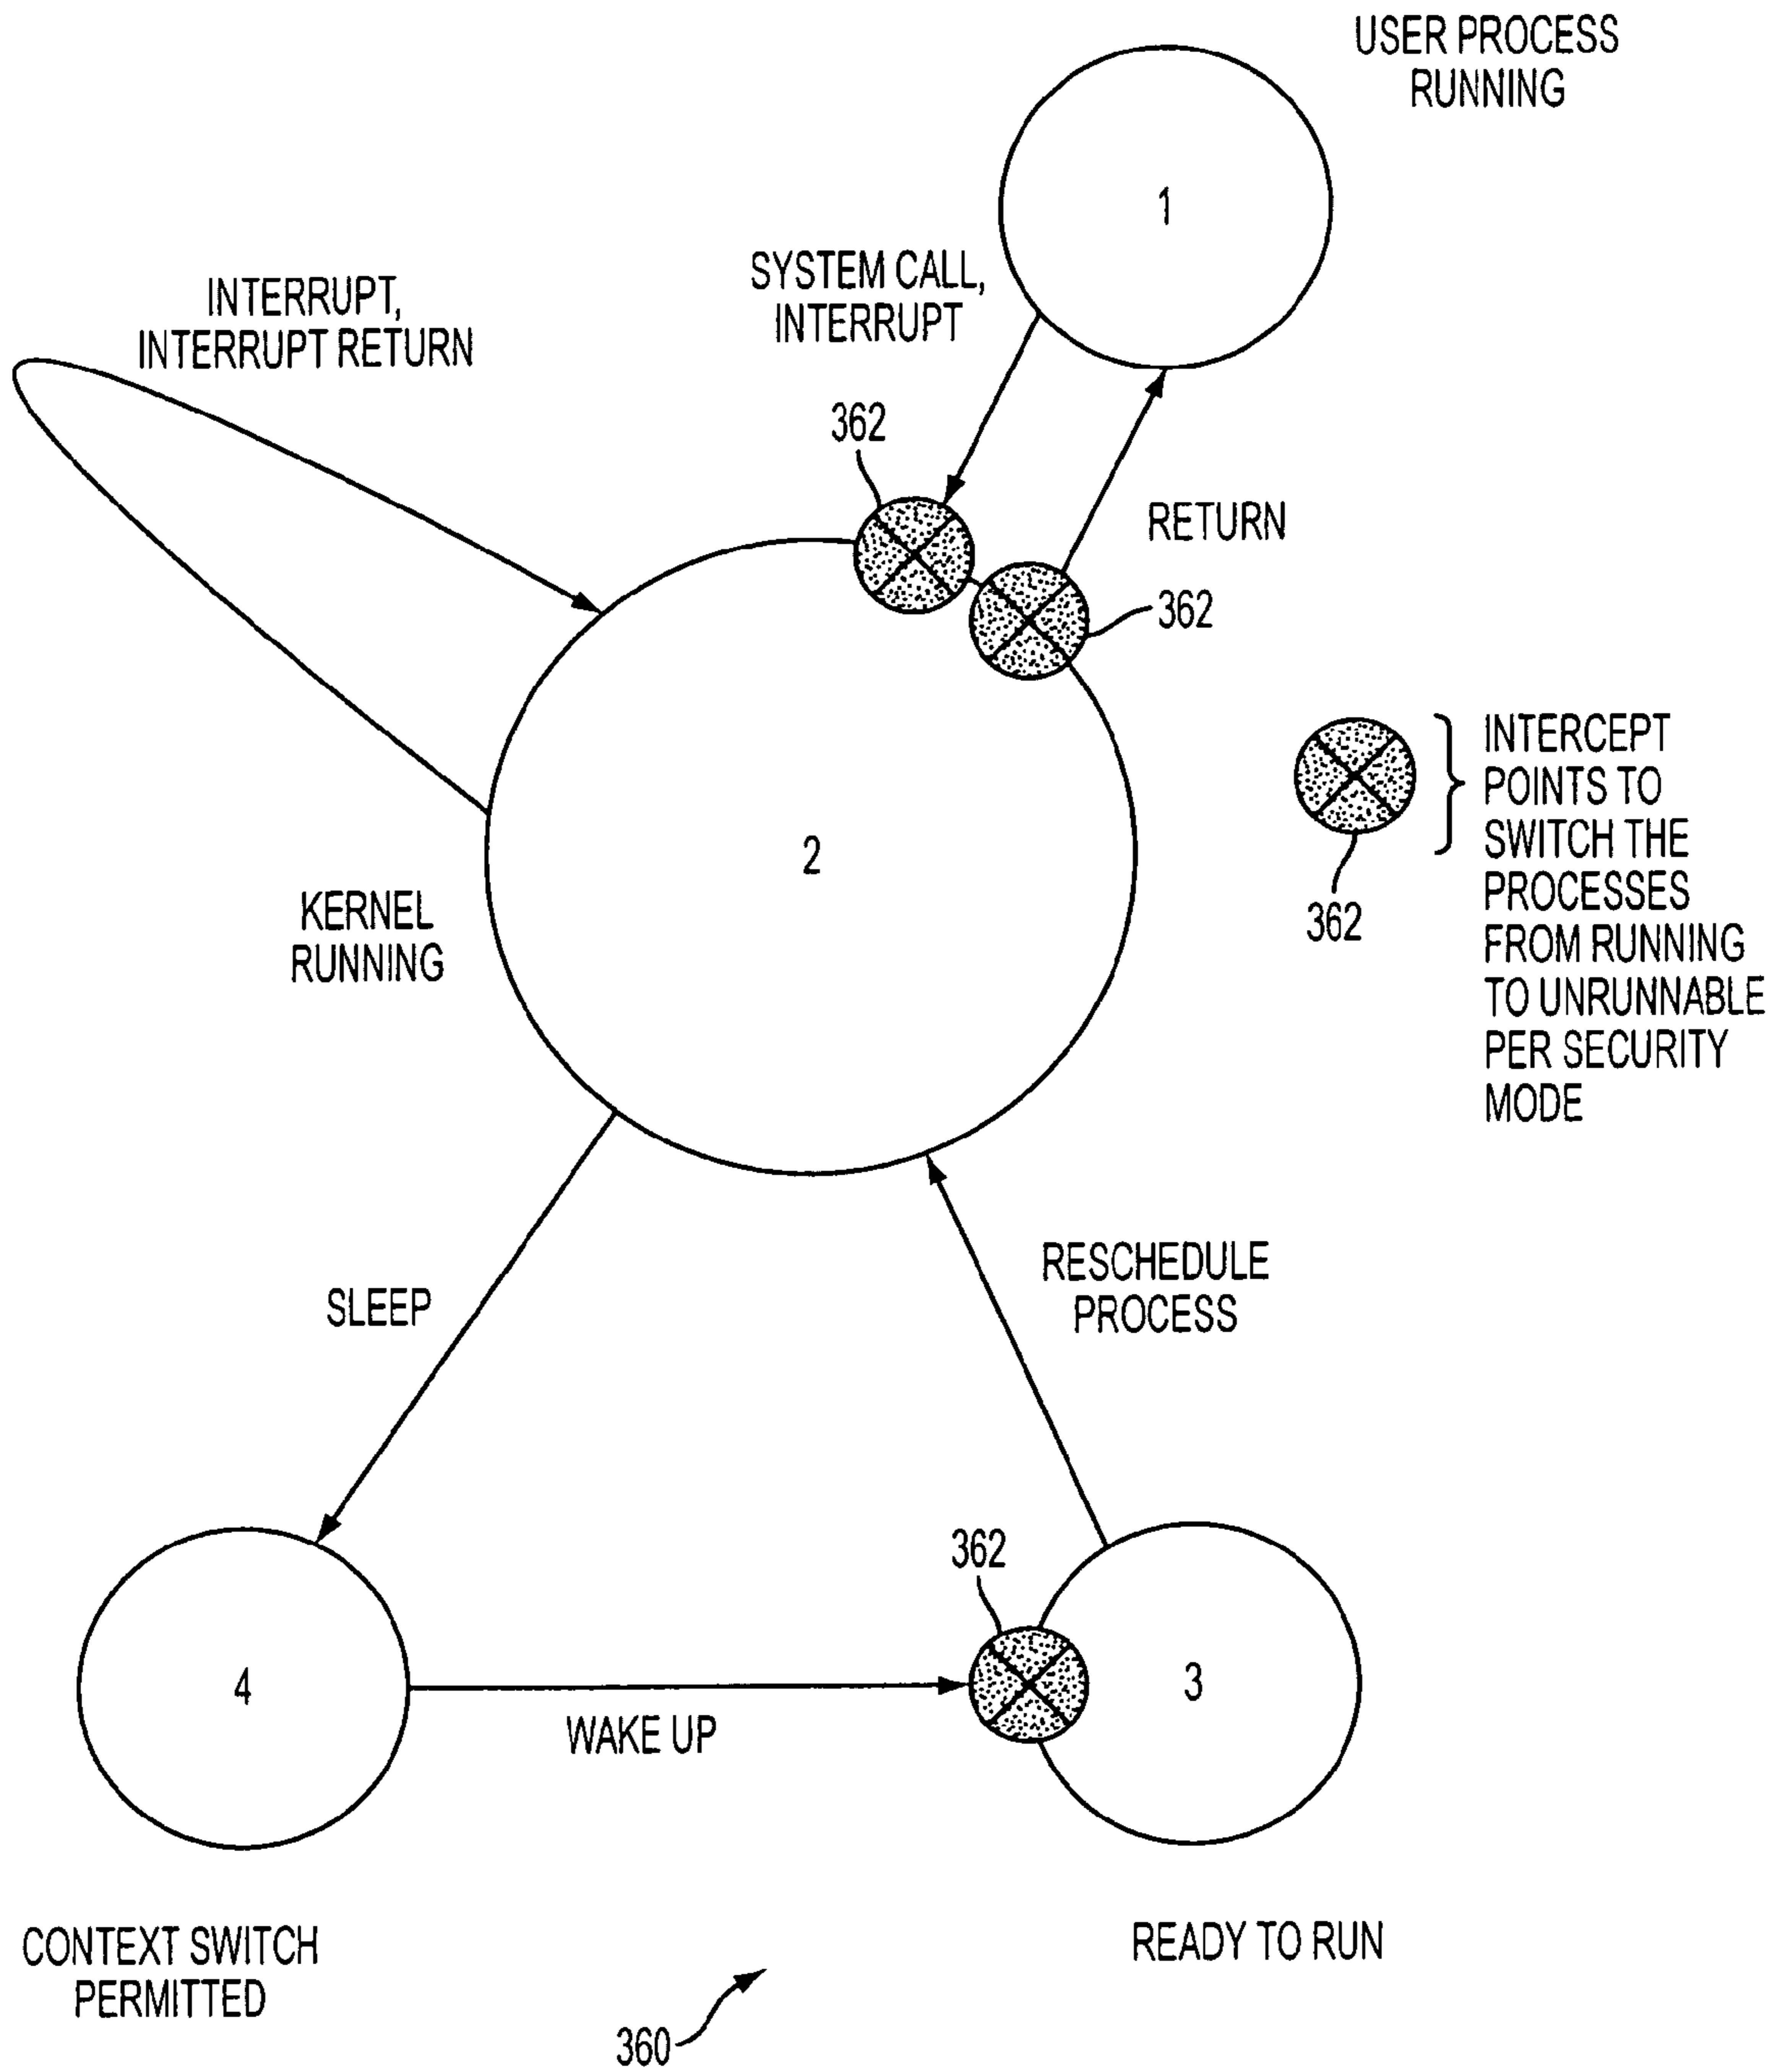 USER PROCESS
RUNNING
1
SYSTEM CALL,
INTERRUPT
INTERRUPT,
INTERRUPT RETURN
362
RETURN
362
2
KERNEL
RUNNING
362
INTERCEPT
POINTS TO
SWITCH THE
PROCESSES
FROM RUNNING
TO UNRUNNABLE
PER SECURITY
MODE
SLEEP
RESCHEDULE
PROCESS
362
4
WAKE UP
3
CONTEXT SWITCH
PERMITTED
READY TO RUN
360